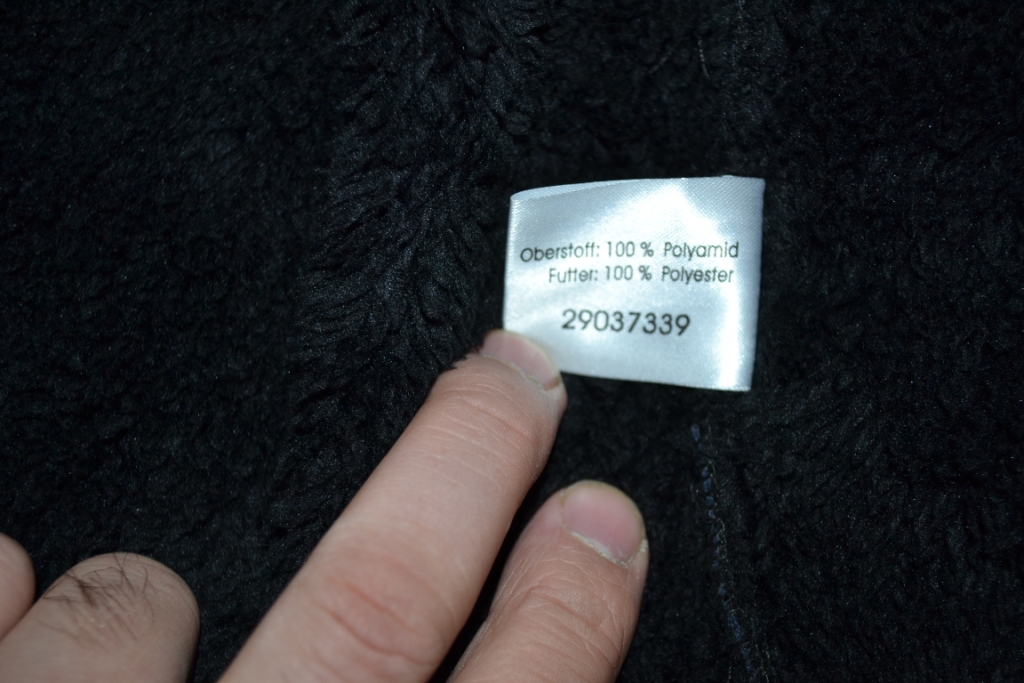 Oberstoff: 100 % Polyamid
Futter: 100 % Polyester
29037339